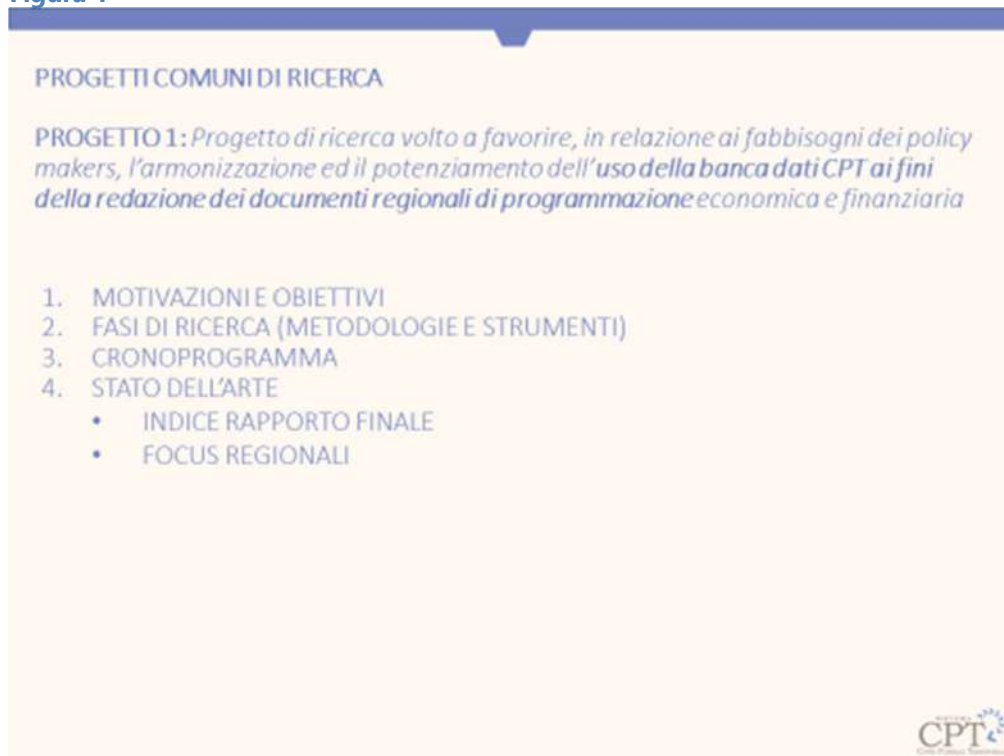 PROGETTI COMUNI DI RICERCA
PROGETTO 1: Progetto di ricerca volto a favorire, in relazione ai fabbisogni dei policy
makers, l'armonizzazione ed il potenziamento dell'uso della banca dati CPT ai fini
della redazione dei documenti regionali di programmazione economica e finanziaria
1. MOTIVAZIONI E OBIETTIVI
2. FASI DI RICERCA (METODOLOGIE E STRUMENTI)
3. CRONOPROGRAMMA
4. STATO DELL'ARTE
• INDICE RAPPORTO FINALE
• FOCUS REGIONALI
CPT